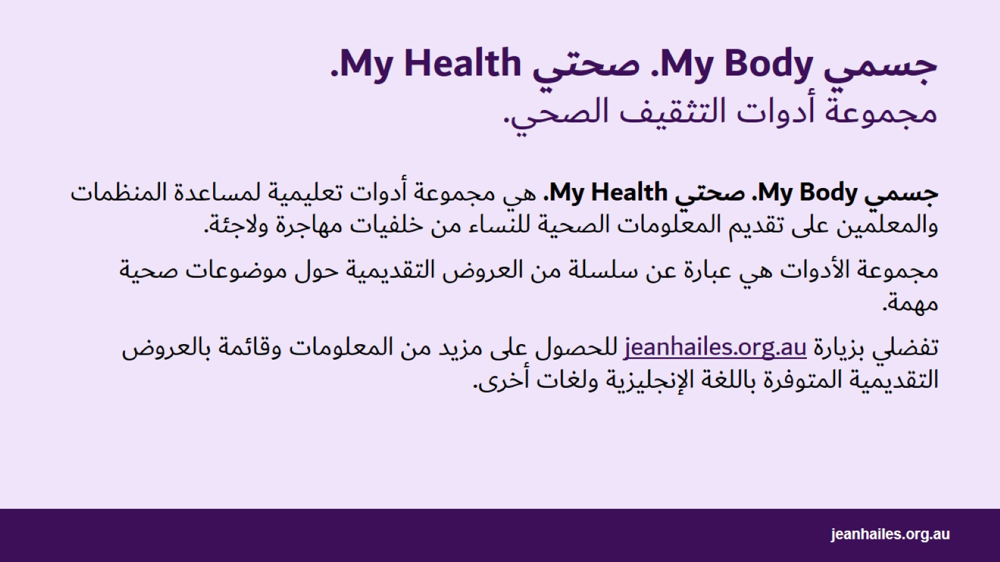 جسمي My Body. صحتي My Health.
مجموعة أدوات التثقيف الصحي.
جسمي My Body. صحتي My Health. هي مجموعة أدوات تعليمية لمساعدة المنظمات
والمعلمين على تقديم المعلومات الصحية للنساء من خلفيات مهاجرة ولاجئة.
مجموعة الأدوات هي عبارة عن سلسلة من العروض التقديمية حول موضوعات صحية
مهمة.
تفضلي بزيارة jeanhailes.org.au للحصول على مزيد من المعلومات وقائمة بالعروض
التقديمية المتوفرة باللغة الإنجليزية ولغات أخرى.
jeanhailes.org.au